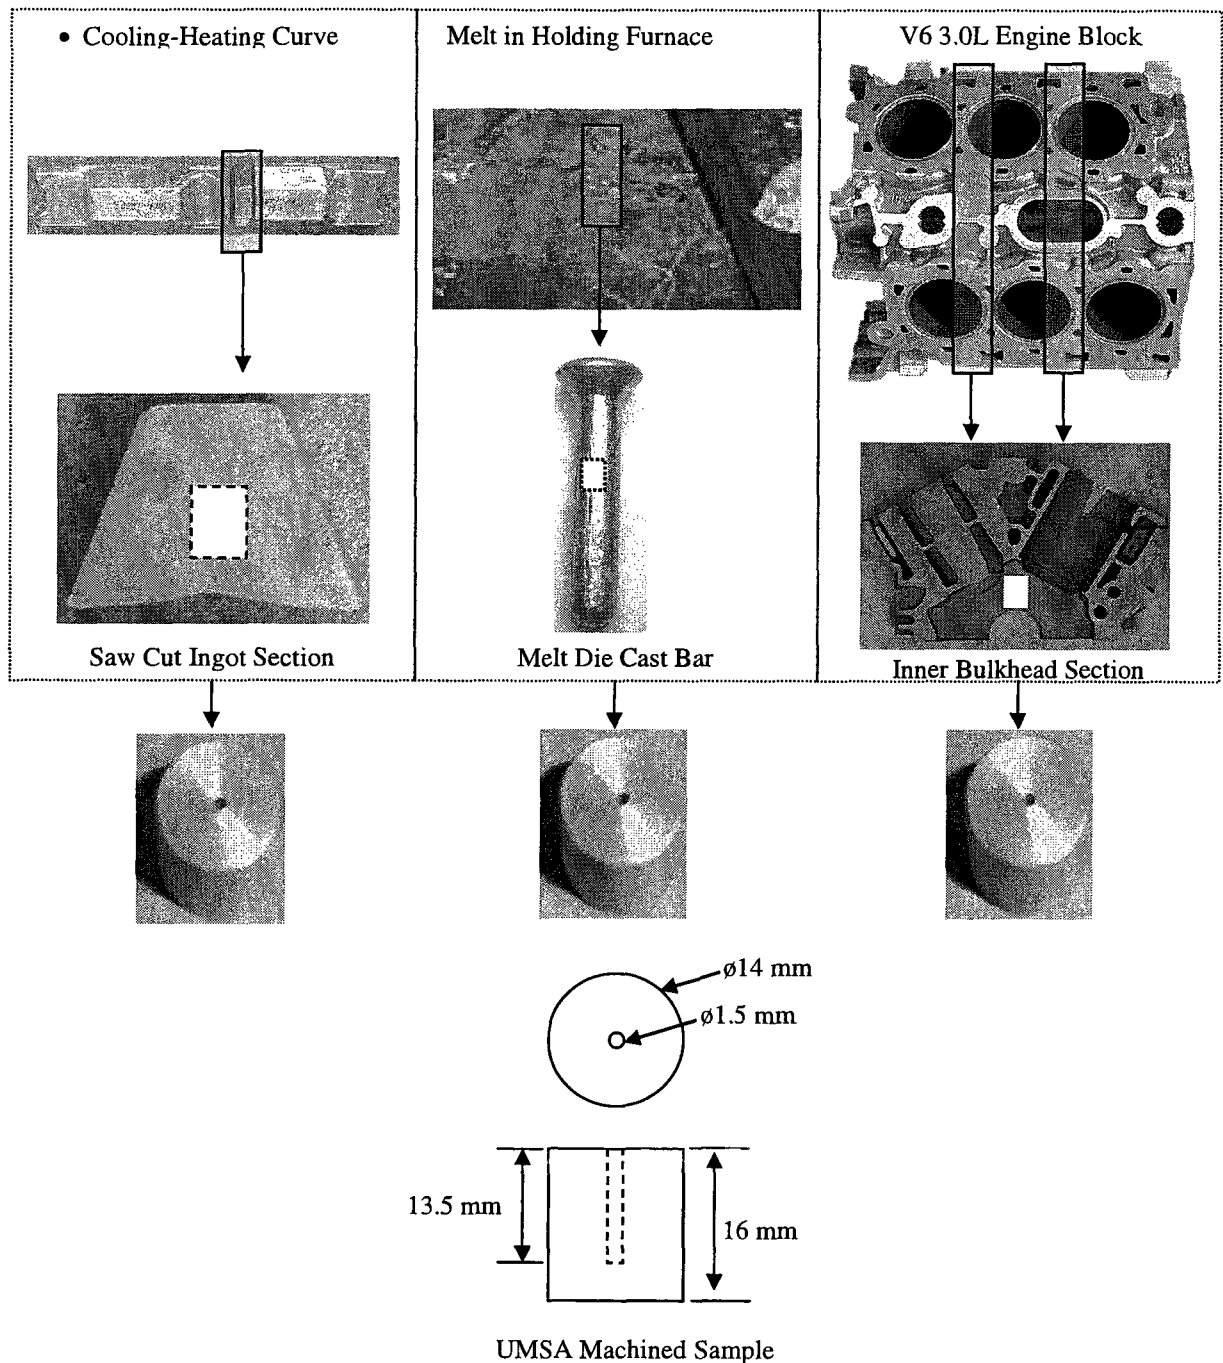 • Cooling-Heating Curve
Melt in Holding Furnace
V6 3.0L Engine Block
Saw Cut Ingot Section
Melt Die Cast Bar
Inner Bulkhead Section
ø14 mm
ø1.5 mm
13.5 mm
16 mm
UMSA Machined Sample